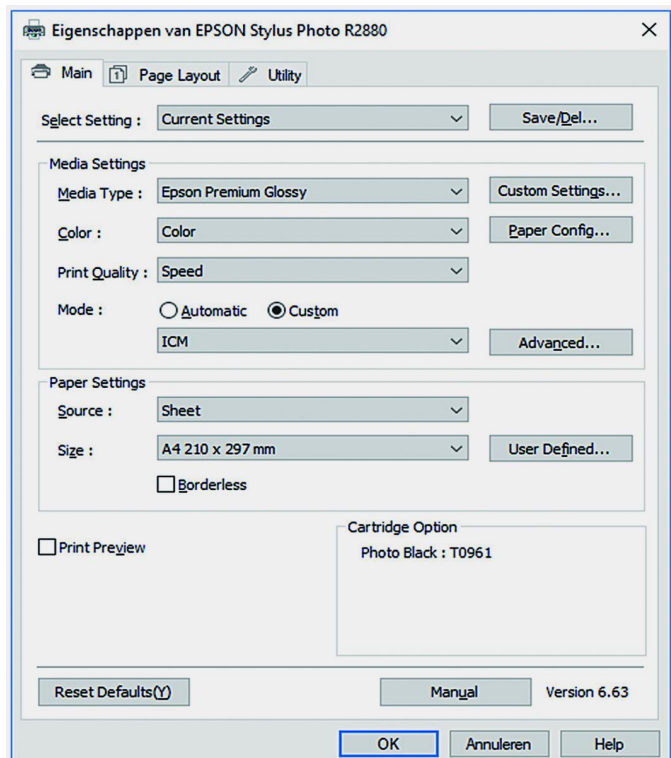 Eigenschappen van EPSON Stylus Photo R2880
Main
1 Page Layout
Utility
Select Setting : Current Settings Save/Del...
Media Settings
Media Type : Epson Premium Glossy Custom Settings...
Color : Color Paper Config...
Print Quality : Speed
Mode : Automatic Custom
ICM Advanced...
Paper Settings
Source : Sheet
Size : A4 210 x 297 mm User Defined...
Borderless
Print Preview
Cartridge Option
Photo Black : T0961
Reset Defaults(Y) Manual Version 6.63
OK Annuleren Help